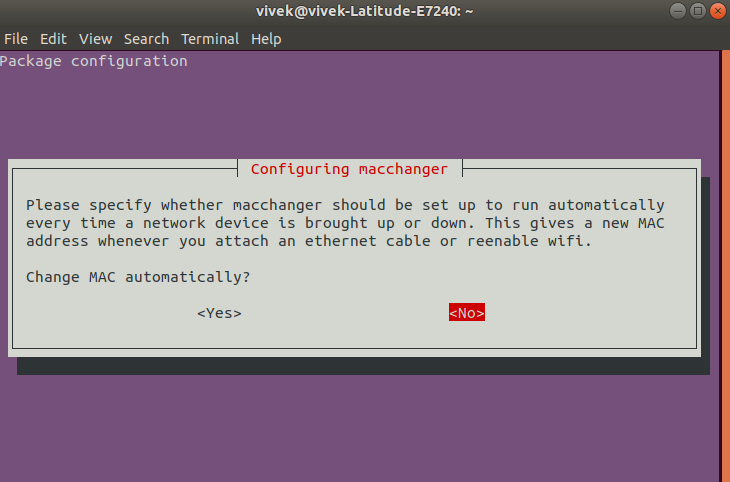 vivek@vivek-Latitude-E7240: ~
File Edit View Search Terminal Help
Package configuration
Configuring macchanger
Please specify whether macchanger should be set up to run automatically
every time a network device is brought up or down. This gives a new MAC
address whenever you attach an ethernet cable or reenable wifi.
Change MAC automatically?
<Yes> <No>